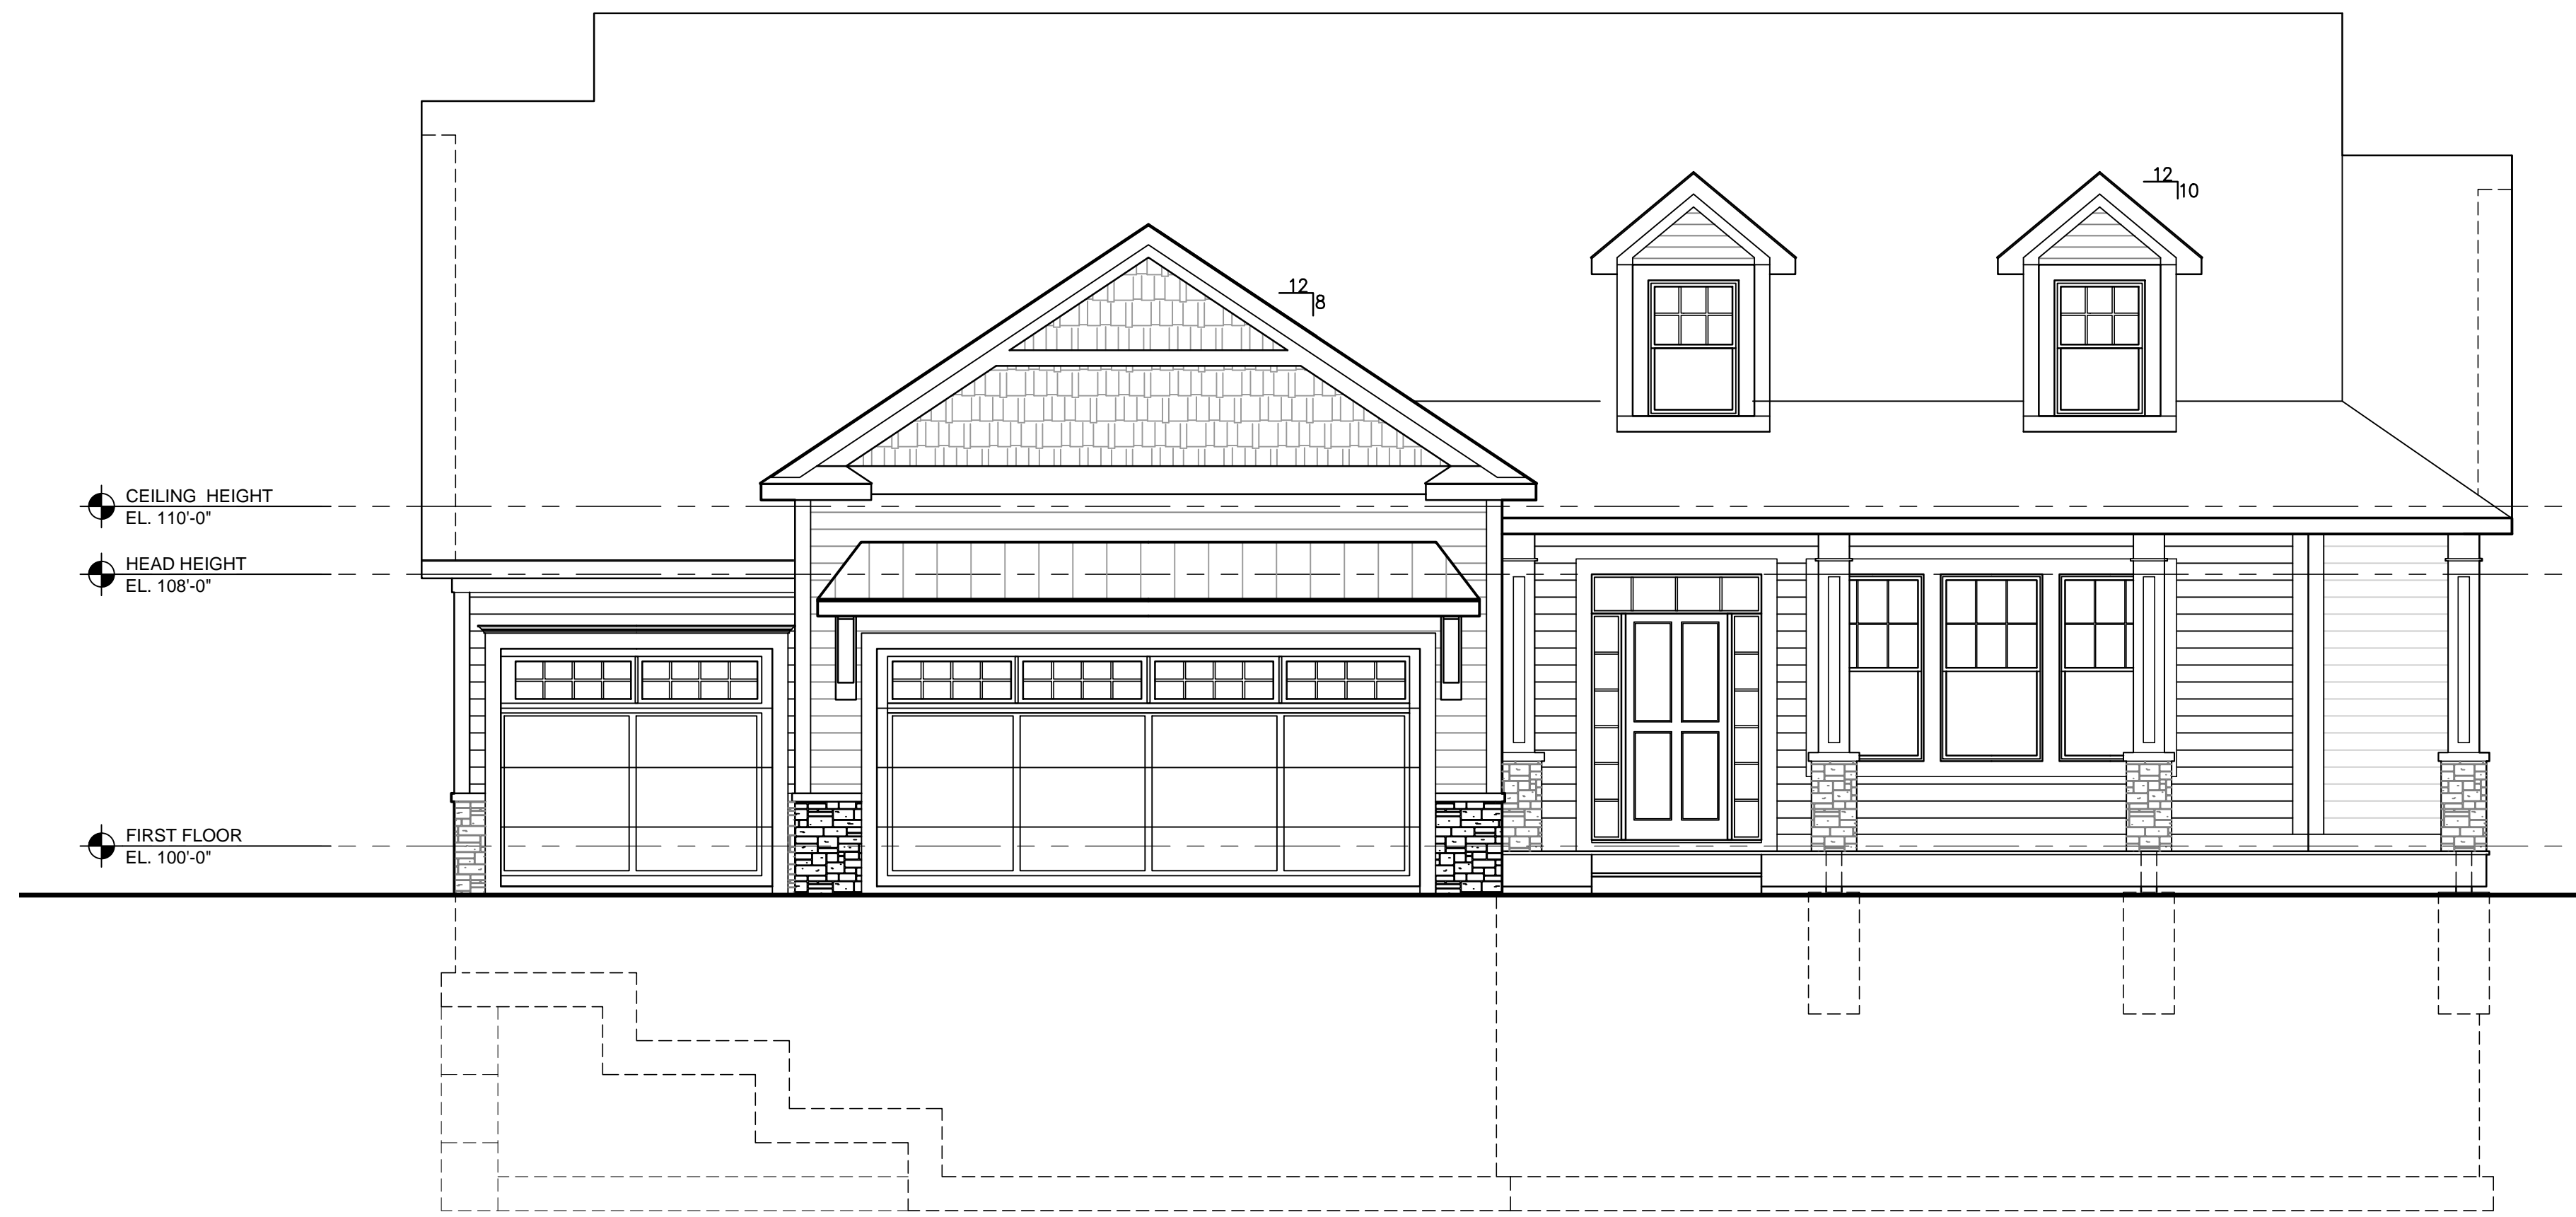 12
10
12
8
CEILING HEIGHT
EL. 110'-0"
HEAD HEIGHT
EL. 108'-0"
FIRST FLOOR
EL. 100'-0"